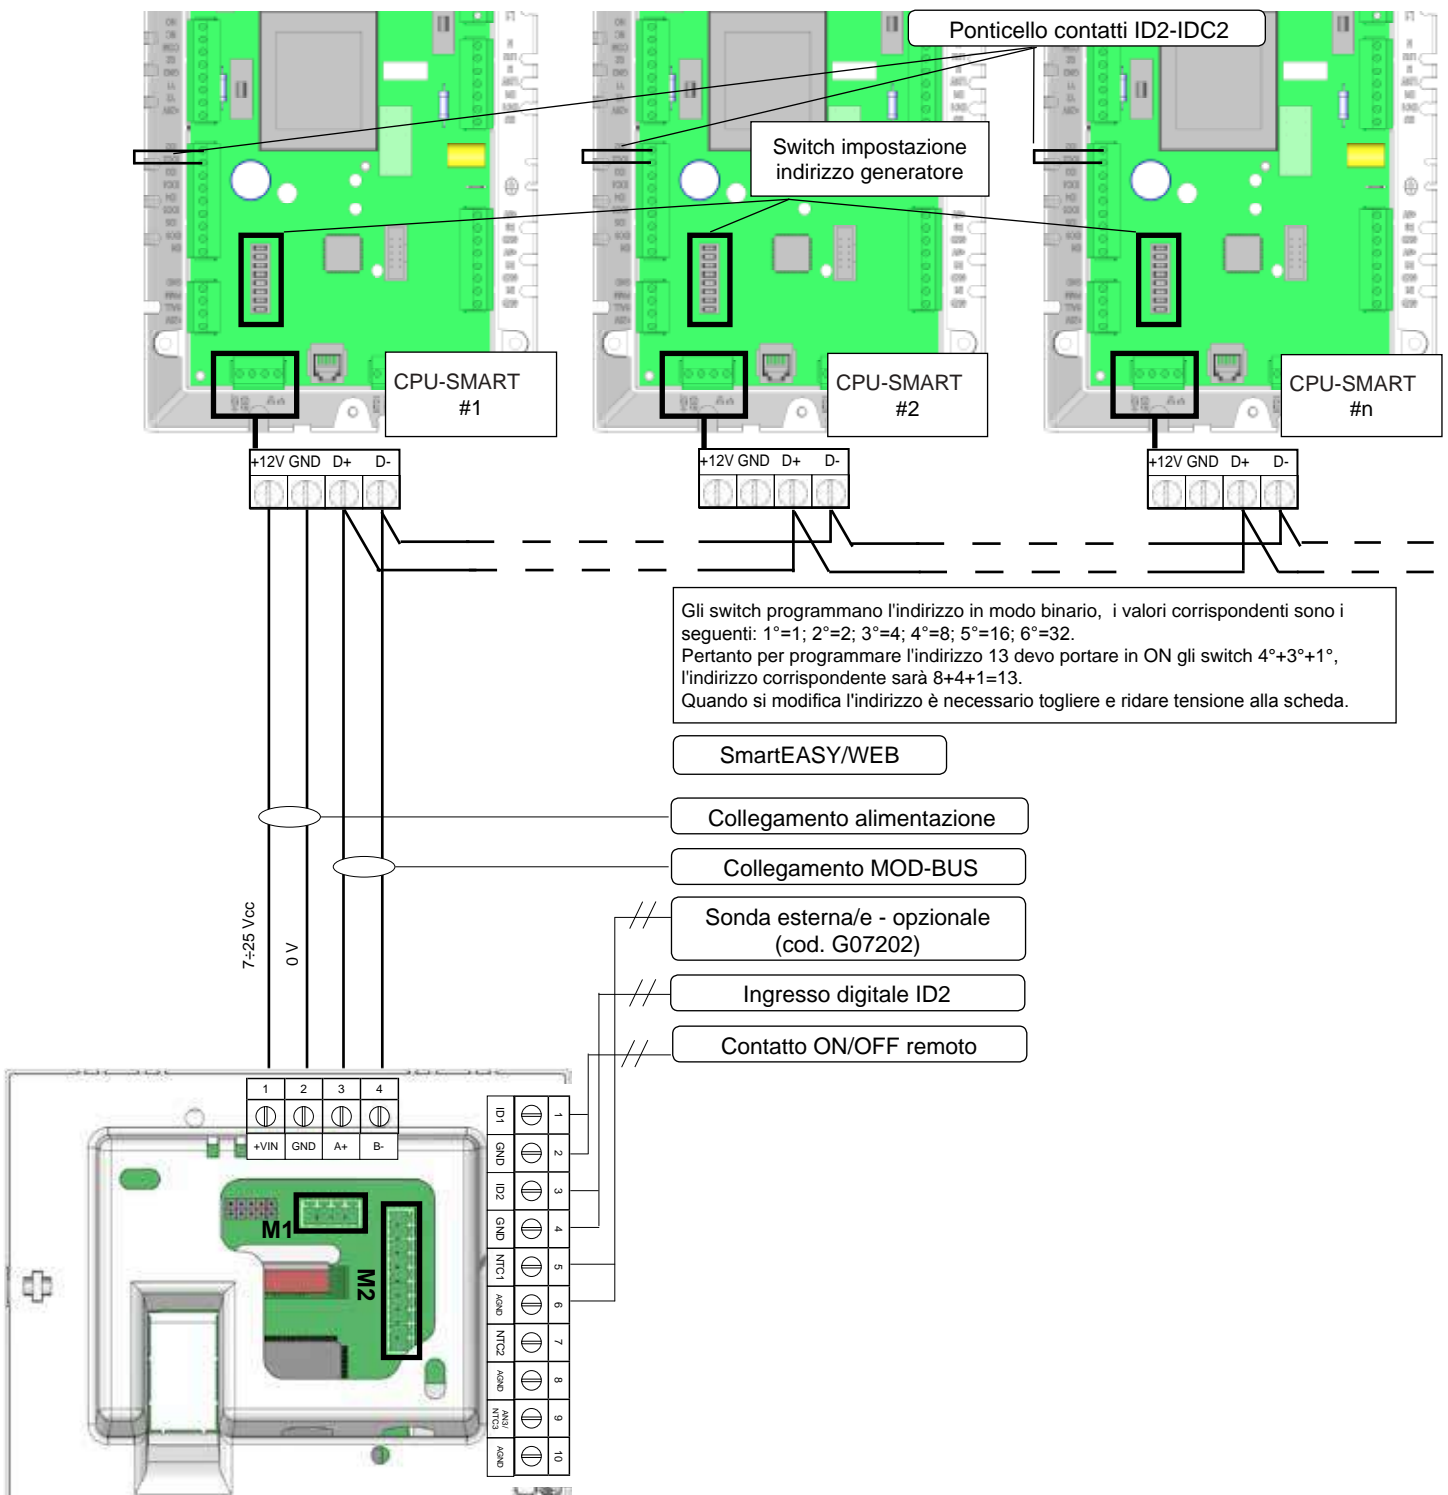 Ponticello contatti ID2-IDC2
Switch impostazione
indirizzo generatore
CPU-SMART
#1
CPU-SMART
#2
CPU-SMART
#n
+12V GND D+ D-
+12V GND D+ D-
+12V GND D+ D-
Gli switch programmano l'indirizzo in modo binario, i valori corrispondenti sono i
seguenti: 1°=1; 2°=2; 3°=4; 4°=8; 5°=16; 6°=32.
Pertanto per programmare l'indirizzo 13 devo portare in ON gli switch 4°+3°+1°,
l'indirizzo corrispondente sarà 8+4+1=13.
Quando si modifica l'indirizzo è necessario togliere e ridare tensione alla scheda.
SmartEASY/WEB
Collegamento alimentazione
Collegamento MOD-BUS
Sonda esterna/e - opzionale
(cod. G07202)
Ingresso digitale ID2
Contatto ON/OFF remoto
7÷25 Vcc
0 V
1 2 3 4
+VIN GND A+ B-
M1
M2
ID1 1
GND 2
ID2 3
GND 4
NTC1 5
AGND 6
NTC2 7
AGND 8
AN3/
NTC3 9
AGND 10